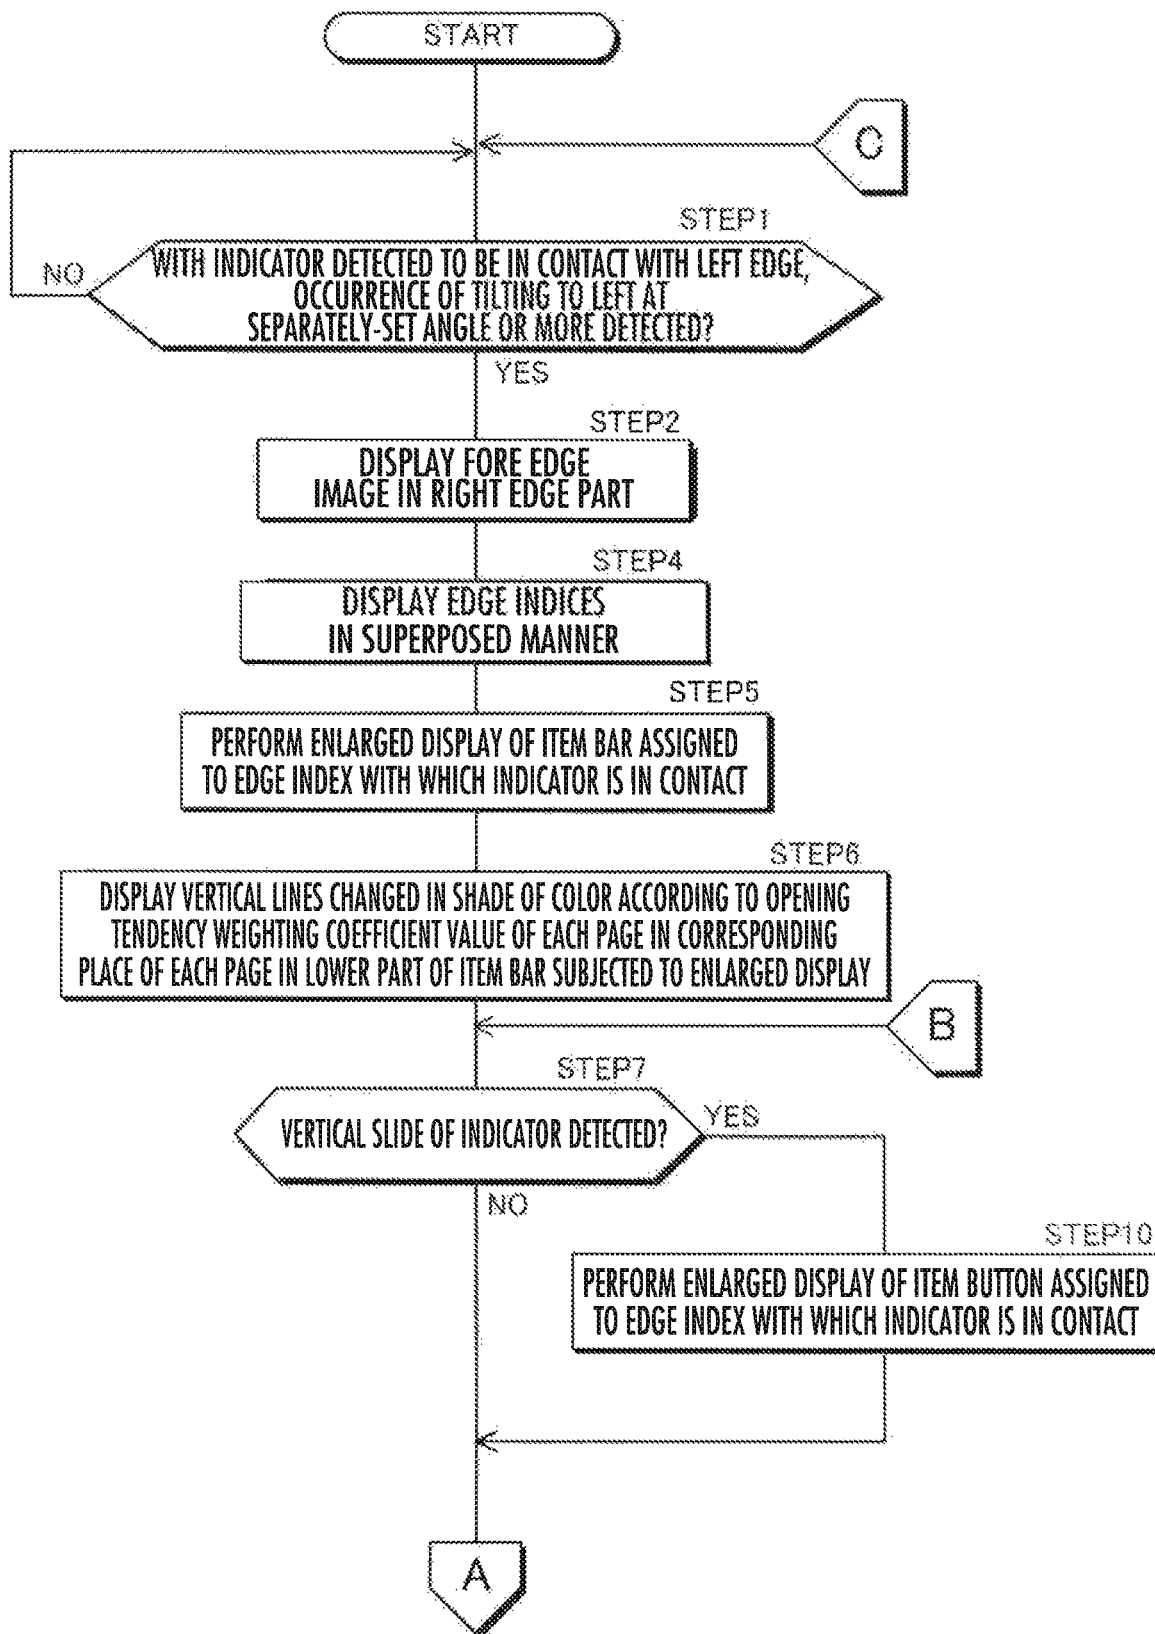 START
C
STEP1
WITH INDICATOR DETECTED TO BE IN CONTACT WITH LEFT EDGE,
OCCURRENCE OF TILTING TO LEFT AT
SEPARATELY-SET ANGLE OR MORE DETECTED?
NO
YES
STEP2
DISPLAY FORE EDGE
IMAGE IN RIGHT EDGE PART
STEP4
DISPLAY EDGE INDICES
IN SUPERPOSED MANNER
STEP5
PERFORM ENLARGED DISPLAY OF ITEM BAR ASSIGNED
TO EDGE INDEX WITH WHICH INDICATOR IS IN CONTACT
STEP6
DISPLAY VERTICAL LINES CHANGED IN SHADE OF COLOR ACCORDING TO OPENING
TENDENCY WEIGHTING COEFFICIENT VALUE OF EACH PAGE IN CORRESPONDING
PLACE OF EACH PAGE IN LOWER PART OF ITEM BAR SUBJECTED TO ENLARGED DISPLAY
B
STEP7
VERTICAL SLIDE OF INDICATOR DETECTED?
YES
NO
STEP10
PERFORM ENLARGED DISPLAY OF ITEM BUTTON ASSIGNED
TO EDGE INDEX WITH WHICH INDICATOR IS IN CONTACT
A